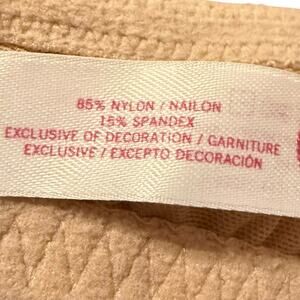 85% NYLON / NAILON
15% SPANDEX
EXCLUSIVE OF DECORATION / GARNITURE
EXCLUSIVE / EXCEPTO DECORACIÓN